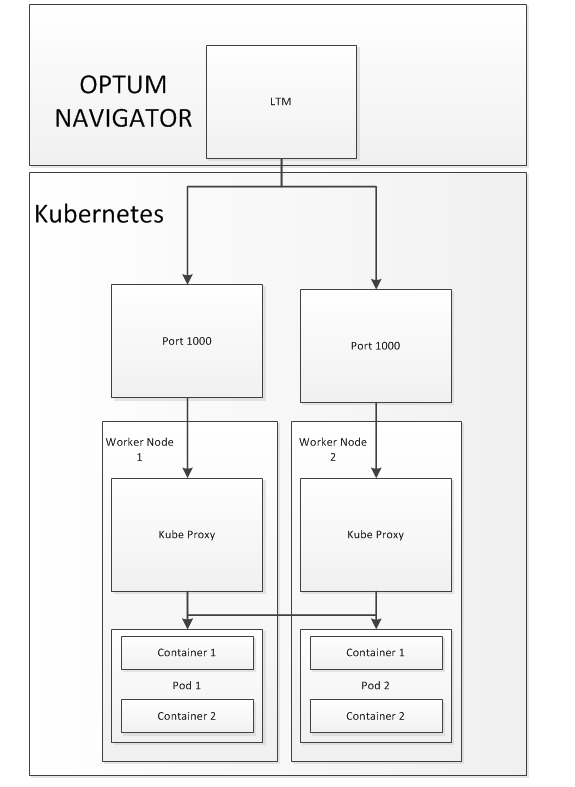 OPTUM
NAVIGATOR
LTM
Kubernetes
Port 1000
Port 1000
Worker Node
1
Worker Node
2
Kube Proxy
Kube Proxy
Container 1
Pod 1
Container 2
Container 1
Pod 2
Container 2